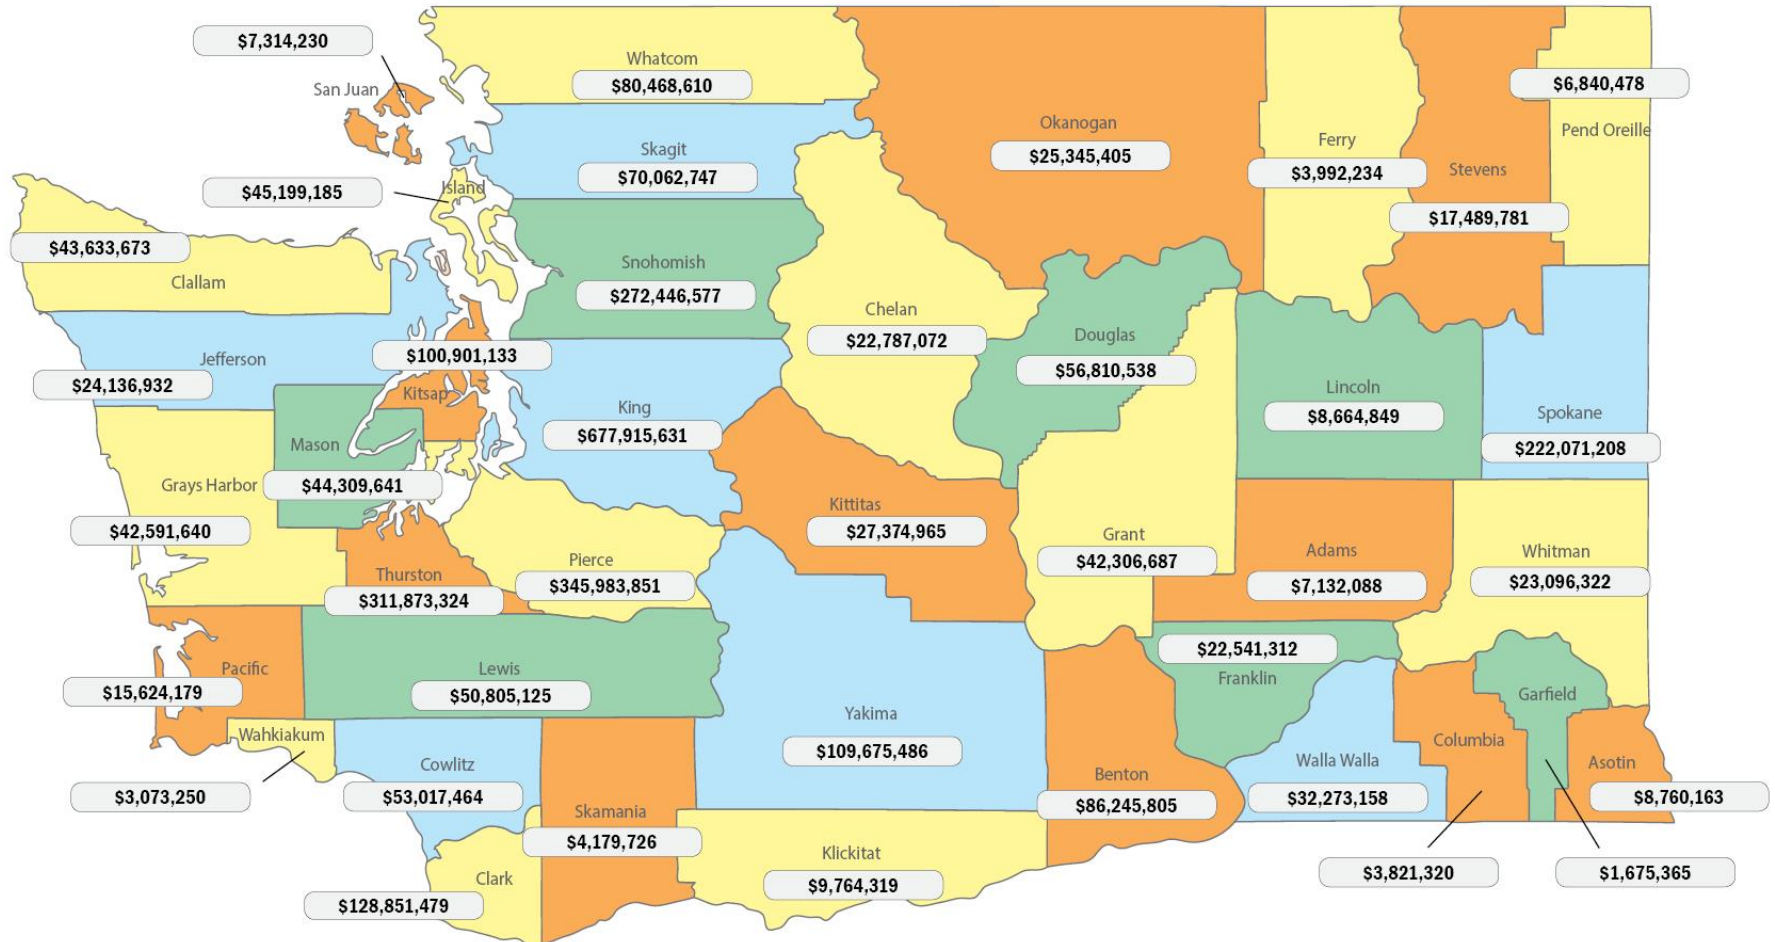 $7,314,230
San Juan
Whatcom
$80,468,610
Skagit
$70,062,747
Island
$45,199,185
Okanogan
$25,345,405
Ferry
$3,992,234
Stevens
$17,489,781
$6,840,478
Pend Oreille
$43,633,673
Clallam
Snohomish
$272,446,577
Chelan
$22,787,072
Douglas
$56,810,538
Jefferson
$24,136,932
$100,901,133
Kitsap
King
$677,915,631
Lincoln
$8,664,849
Spokane
$222,071,208
Mason
$44,309,641
Grays Harbor
$42,591,640
Kittitas
$27,374,965
Grant
$42,306,687
Adams
$7,132,088
Whitman
$23,096,322
Thurston
$311,873,324
Pierce
$345,983,851
Pacific
$15,624,179
Lewis
$50,805,125
Yakima
$109,675,486
$22,541,312
Franklin
Garfield
$1,675,365
Columbia
$3,821,320
Asotin
$8,760,163
Wahkiakum
$3,073,250
Cowlitz
$53,017,464
Skamania
$4,179,726
Benton
$86,245,805
Walla Walla
$32,273,158
Clark
$128,851,479
Klickitat
$9,764,319